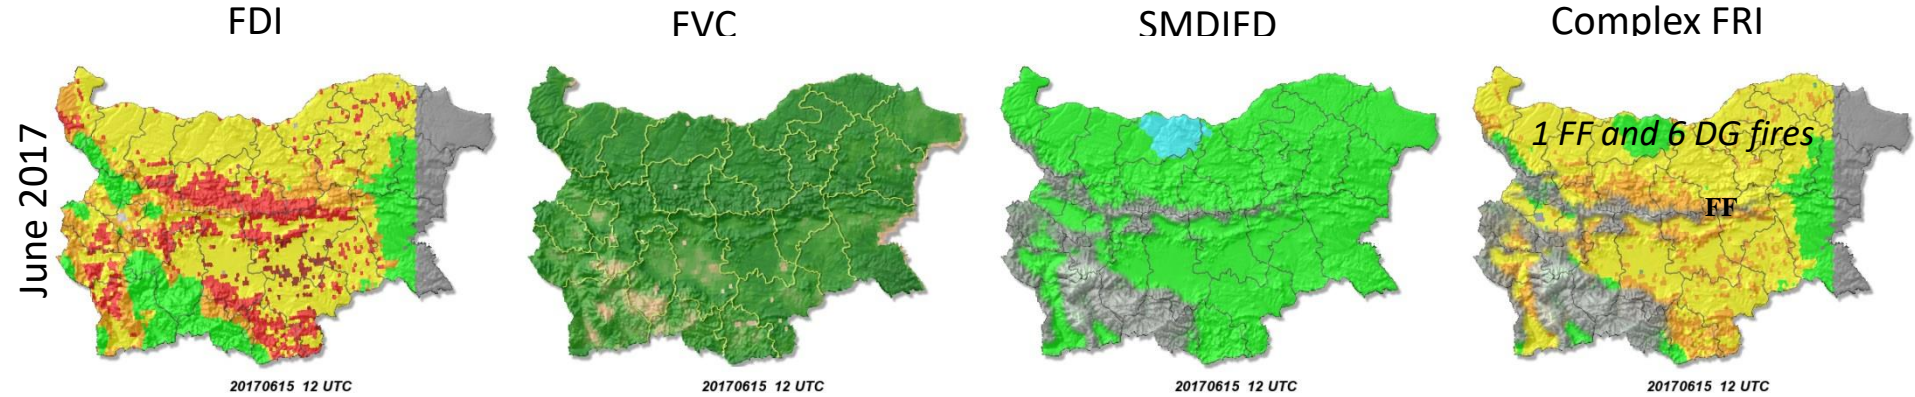 FDI
FVC
SMDIFD
Complex FRI
June 2017
1 FF and 6 DG fires
FF
20170615 12 UTC
20170615 12 UTC
20170615 12 UTC
20170615 12 UTC